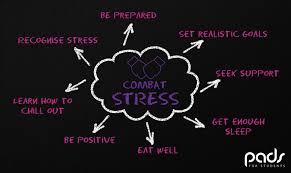 BE PREPARED
RECOGNISE STRESS
SET REALISTIC GOALS
COMBAT
STRESS
SEEK SUPPORT
LEARN HOW TO
CHILL OUT
GET ENOUGH
SLEEP
BE POSITIVE
EAT WELL
pads
FOR STUDENTS